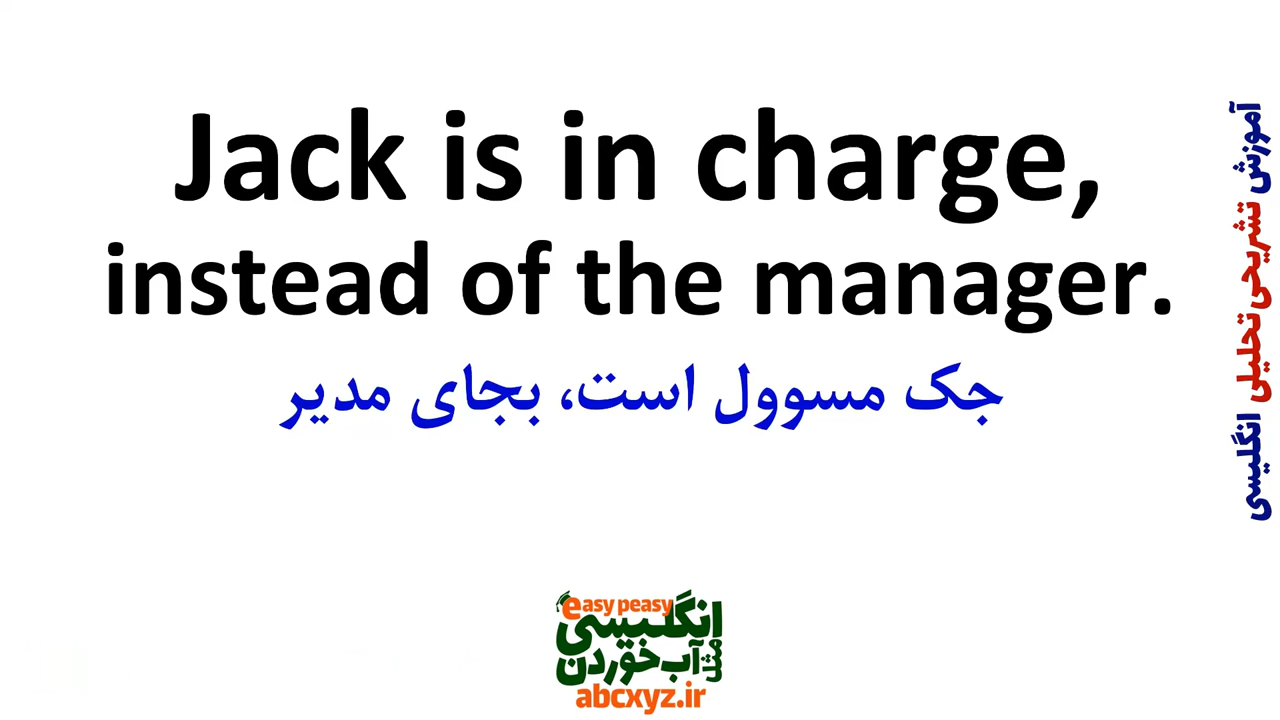 Jack is in charge,
instead of the manager.
جک مسوول است، بجای مدیر
آموزش تشریحی تحلیلی انگلیسی
easy peasy
انگلیسی
مثل آب خوردن
abcxyz.ir